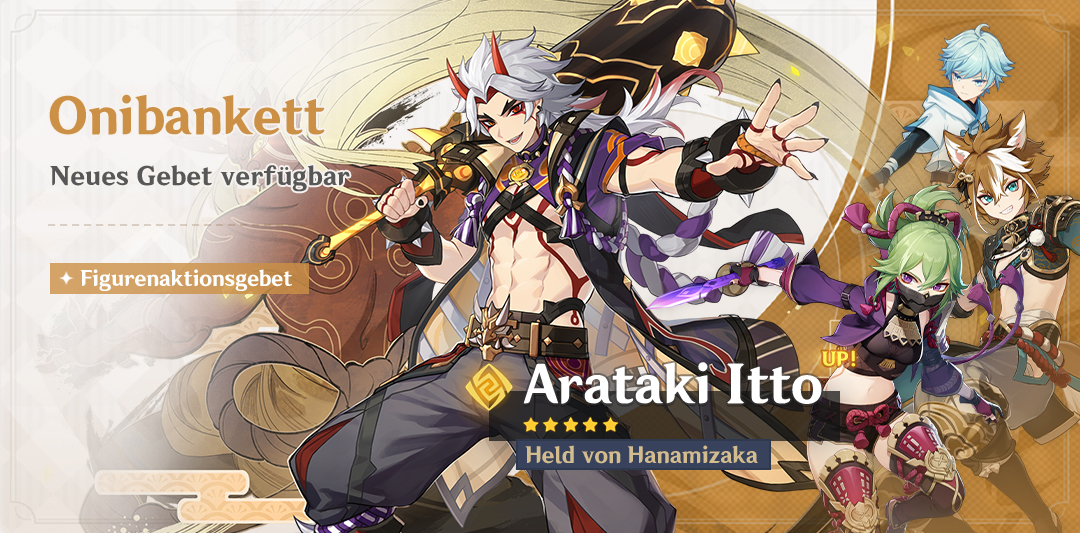 Onibankett
Neues Gebet verfügbar
Figurenaktionsgebet
UP!
Arataki Itto
Held von Hanamizaka